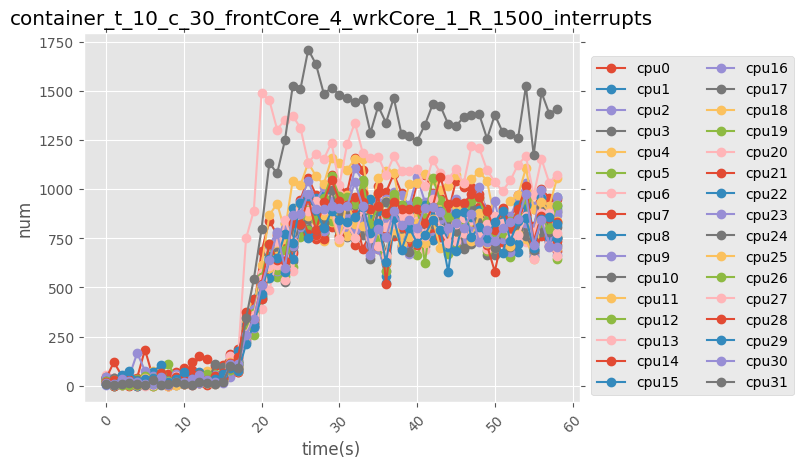 container_t_10_c_30_frontCore_4_wrkCore_1_R_1500_interrupts
1750
1500
1250
1000
750
500
250
0
num
0
10
20
30
40
50
60
time(s)
cpu0
cpu1
cpu2
cpu3
cpu4
cpu5
cpu6
cpu7
cpu8
cpu9
cpu10
cpu11
cpu12
cpu13
cpu14
cpu15
cpu16
cpu17
cpu18
cpu19
cpu20
cpu21
cpu22
cpu23
cpu24
cpu25
cpu26
cpu27
cpu28
cpu29
cpu30
cpu31